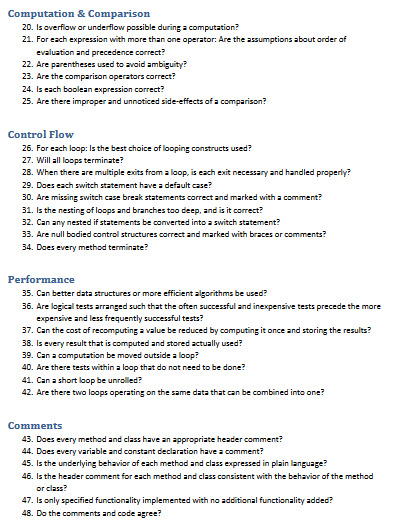 Computation & Comparison
20. Is overflow or underflow possible during a computation?
21. For each expression with more than one operator: Are the assumptions about order of
evaluation and precedence correct?
22. Are parentheses used to avoid ambiguity?
23. Are the comparison operators correct?
24. Is each boolean expression correct?
25. Are there improper and unnoticed side-effects of a comparison?
Control Flow
26. For each loop: Is the best choice of looping constructs used?
27. Will all loops terminate?
28. When there are multiple exits from a loop, is each exit necessary and handled properly?
29. Does each switch statement have a default case?
30. Are missing switch case break statements correct and marked with a comment?
31. Is the nesting of loops and branches too deep, and is it correct?
32. Can any nested if statements be converted into a switch statement?
33. Are null bodied control structures correct and marked with braces or comments?
34. Does every method terminate?
Performance
35. Can better data structures or more efficient algorithms be used?
36. Are logical tests arranged such that the often successful and inexpensive tests precede the more
expensive and less frequently successful tests?
37. Can the cost of recomputing a value be reduced by computing it once and storing the results?
38. Is every result that is computed and stored actually used?
39. Can a computation be moved outside a loop?
40. Are there tests within a loop that do not need to be done?
41. Can a short loop be unrolled?
42. Are there two loops operating on the same data that can be combined into one?
Comments
43. Does every method and class have an appropriate header comment?
44. Does every variable and constant declaration have a comment?
45. Is the underlying behavior of each method and class expressed in plain language?
46. Is the header comment for each method and class consistent with the behavior of the method
or class?
47. Is only specified functionality implemented with no additional functionality added?
48. Do the comments and code agree?